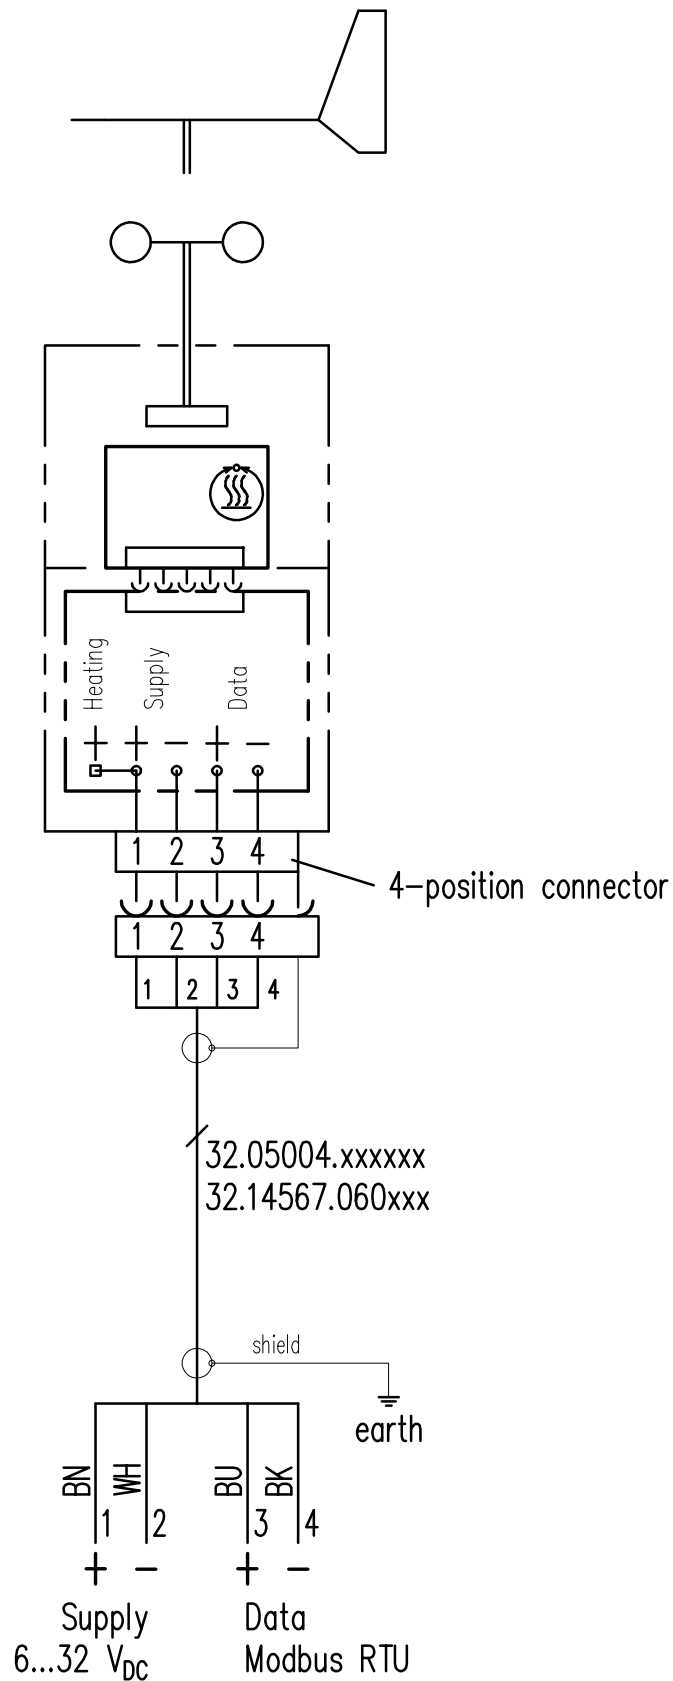 Heating
Supply
Data
+ + − + −
1 2 3 4
4-position connector
1 2 3 4
1 2 3 4
32.05004.xxxxxx
32.14567.060xxx
shield
earth
BN WH BU BK
1 2 3 4
+ − + −
Supply
6...32 VDC
Data
Modbus RTU